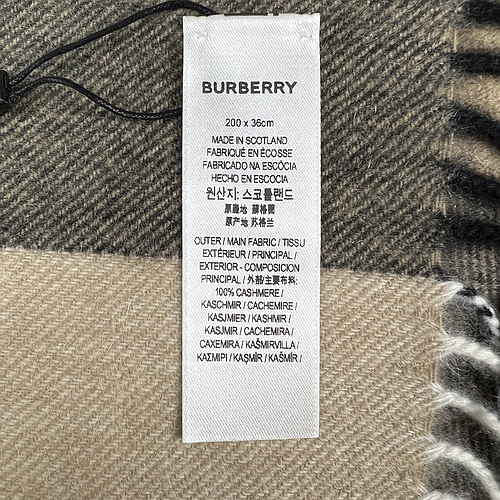 BURBERRY
200 x 36cm
MADE IN SCOTLAND
FABRIQUÉ EN ÉCOSSE
FABRICADO NA ESCÓCIA
HECHO EN ESCOCIA
원산지: 스코틀랜드
原産地 蘇格蘭
原产地 苏格兰
OUTER / MAIN FABRIC / TISSU
EXTÉRIEUR / PRINCIPAL /
EXTERIOR - COMPOSICION
PRINCIPAL / 外部/主要布料:
100% CASHMERE /
KASCHMIR / CACHEMIRE /
KASJMIER / KASHMIR /
KASJMIR / CACHEMIRA /
CAXEMIRA / KAŠMIRVILLA /
ΚΑΣΜΙΡΙ / KAŞMİR / KAŠMÍR /